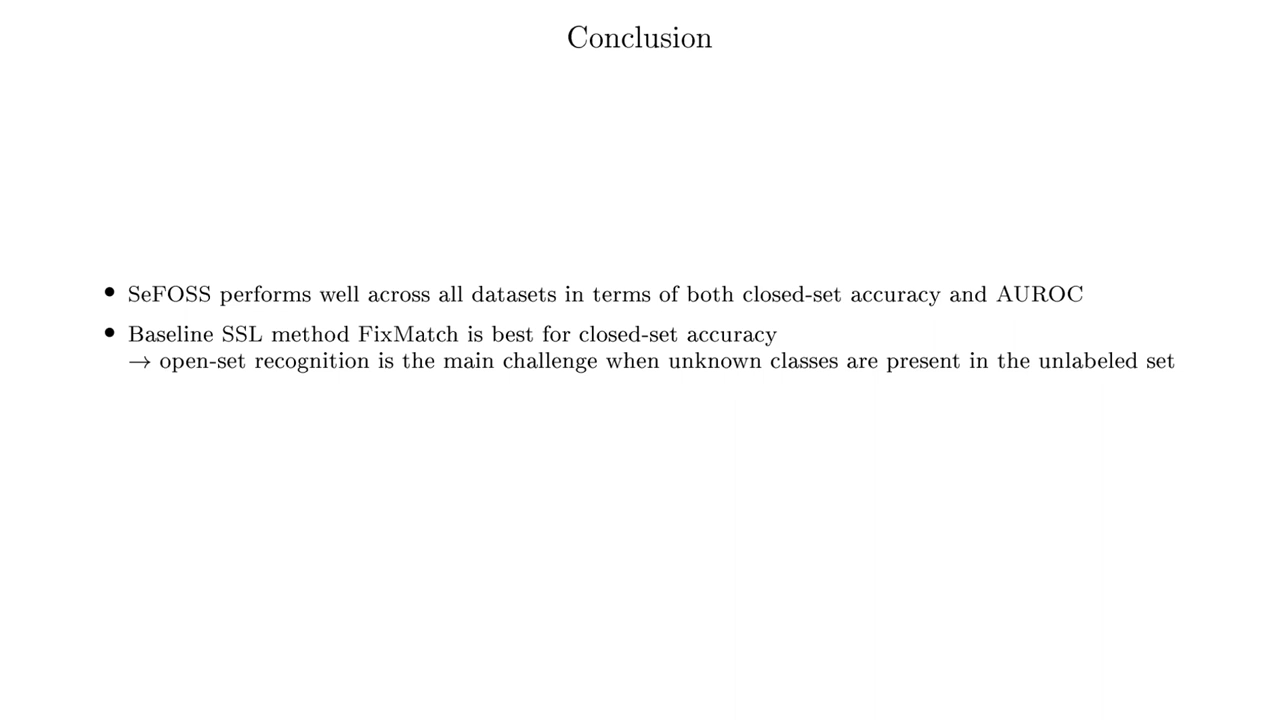 Conclusion
• SeFOSS performs well across all datasets in terms of both closed-set accuracy and AUROC
• Baseline SSL method FixMatch is best for closed-set accuracy
→ open-set recognition is the main challenge when unknown classes are present in the unlabeled set